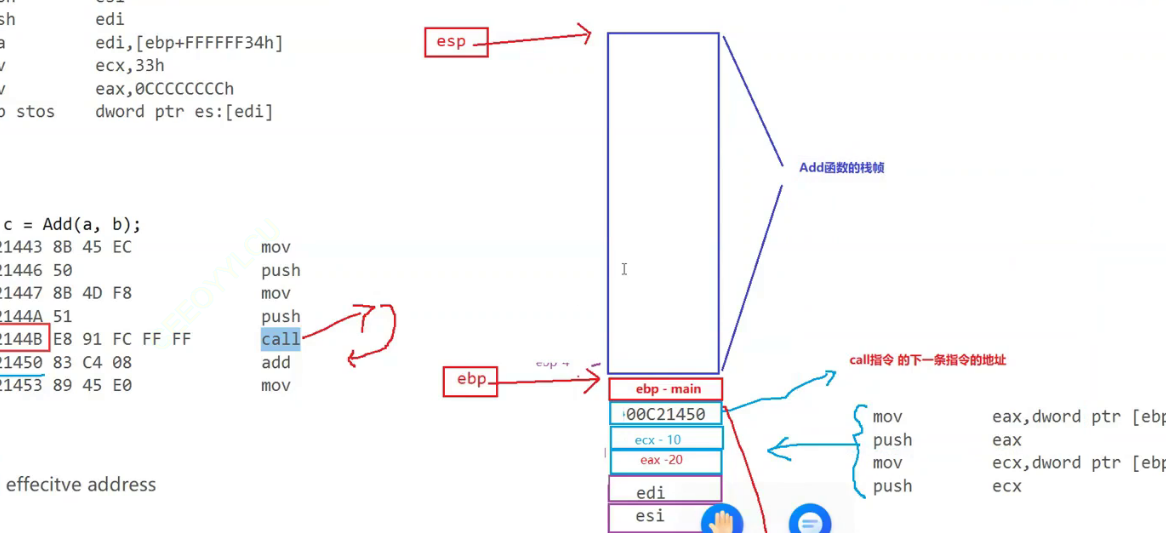 sh edi
a edi,[ebp+FFFFFF34h]
v ecx,33h
v eax,0CCCCCCCCh
p stos dword ptr es:[edi]
esp
Add函数的栈帧
c = Add(a, b);
21443 8B 45 EC mov
21446 50 push
21447 8B 4D F8 mov
2144A 51 push
2144B E8 91 FC FF FF call
21450 83 C4 08 add
21453 89 45 E0 mov
ebp
call指令 的下一条指令的地址
ebp - main
00C21450
ecx - 10
eax -20
edi
esi
mov eax,dword ptr [ebp
push eax
mov ecx,dword ptr [ebp
push ecx
effecitve address